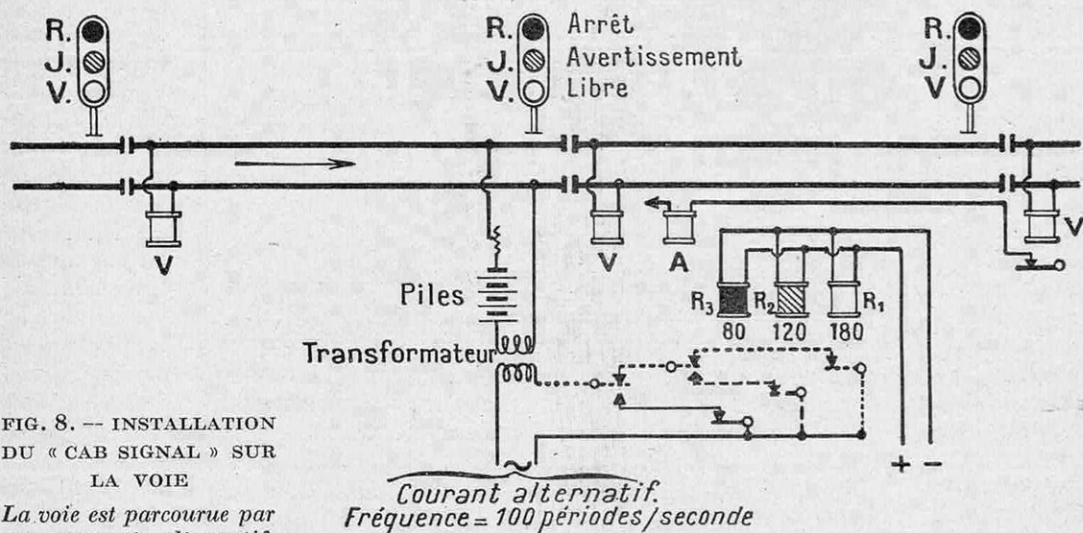 R. Arrêt
J. Avertissement
V. Libre
R.
J.
V.
R.
J.
V.
V
V
A
V
Piles
R3
R2
R1
80
120
180
Transformateur
+ -
Courant alternatif.
Fréquence = 100 périodes/seconde
FIG. 8. -- INSTALLATION
DU « CAB SIGNAL » SUR
LA VOIE
La voie est parcourue par